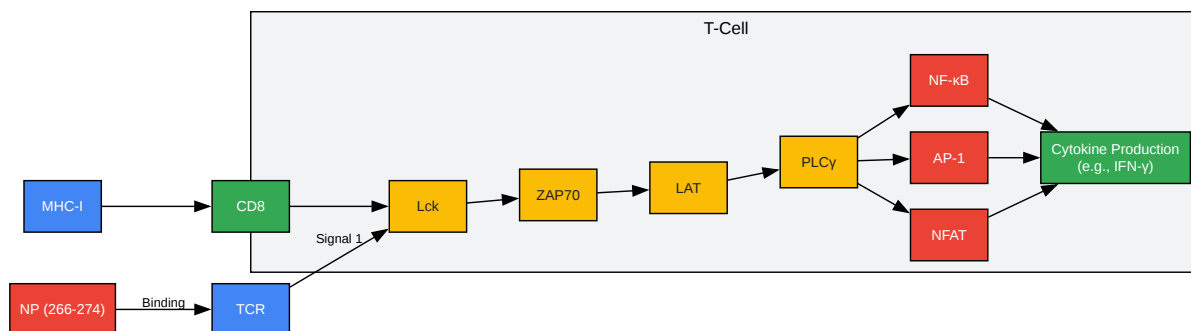 T-Cell
NF-κB
AP-1
NFAT
Cytokine Production
(e.g., IFN-γ)
PLCγ
LAT
ZAP70
Lck
CD8
MHC-I
Signal 1
NP (266-274)
Binding
TCR